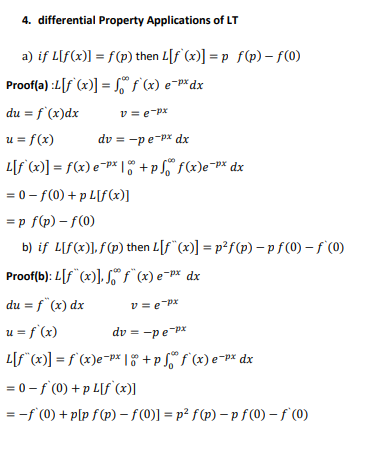 4. differential Property Applications of LT
a) if L[f(x)] = f(p) then L[f`(x)] = p f(p) − f(0)
Proof(a) :L[f`(x)] = ∫₀^∞ f`(x) e^{−px}dx
du = f`(x)dx v = e^{−px}
u = f(x) dv = −p e^{−px} dx
L[f`(x)] = f(x) e^{−px} |₀^∞ + p ∫₀^∞ f(x)e^{−px} dx
= 0 − f(0) + p L[f(x)]
= p f(p) − f(0)
b) if L[f(x)], f(p) then L[f``(x)] = p² f(p) − p f(0) − f`(0)
Proof(b): L[f``(x)], ∫₀^∞ f``(x) e^{−px} dx
du = f``(x) dx v = e^{−px}
u = f`(x) dv = −p e^{−px}
L[f``(x)] = f`(x)e^{−px} |₀^∞ + p ∫₀^∞ f`(x) e^{−px} dx
= 0 − f`(0) + p L[f`(x)]
= −f`(0) + p[p f(p) − f(0)] = p² f(p) − p f(0) − f`(0)